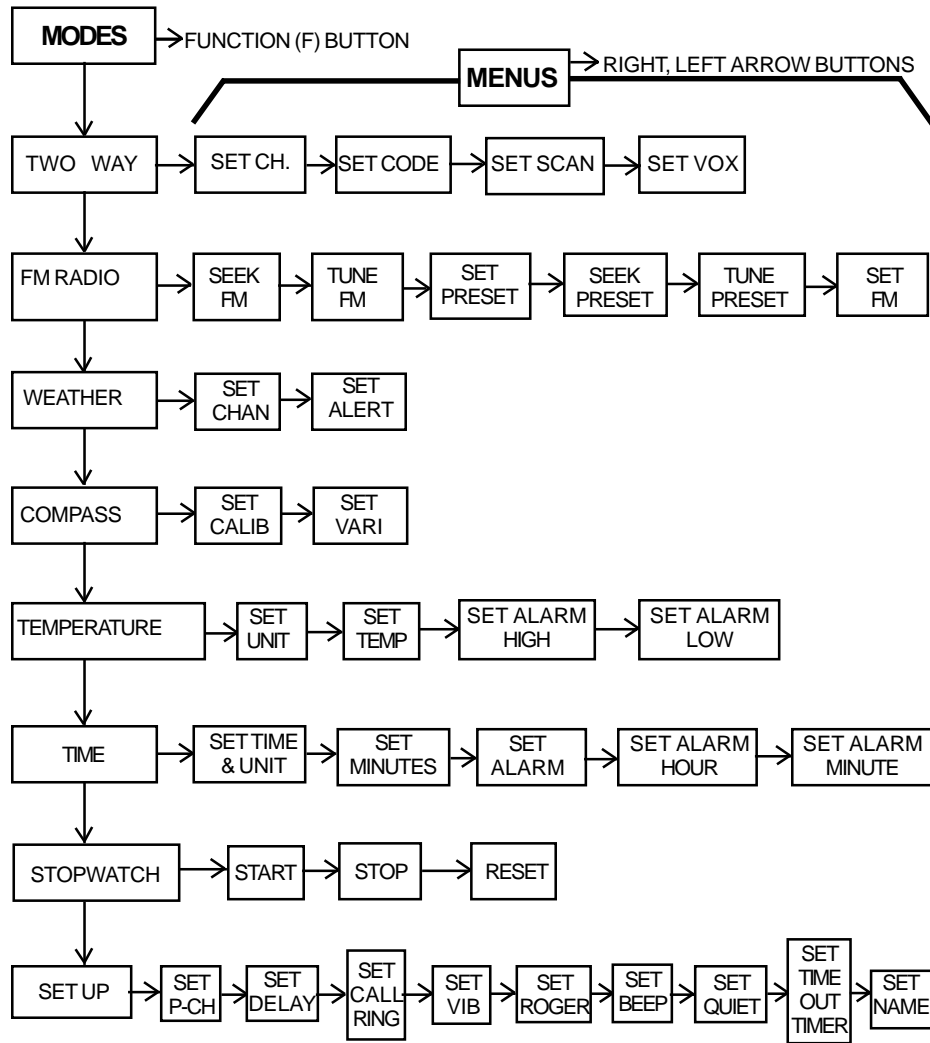 MODES
FUNCTION (F) BUTTON
MENUS
RIGHT, LEFT ARROW BUTTONS
TWO WAY
SET CH.
SET CODE
SET SCAN
SET VOX
FM RADIO
SEEK
FM
TUNE
FM
SET
PRESET
SEEK
PRESET
TUNE
PRESET
SET
FM
WEATHER
SET
CHAN
SET
ALERT
COMPASS
SET
CALIB
SET
VARI
TEMPERATURE
SET
UNIT
SET
TEMP
SET ALARM
HIGH
SET ALARM
LOW
TIME
SET TIME
& UNIT
SET
MINUTES
SET
ALARM
SET ALARM
HOUR
SET ALARM
MINUTE
STOPWATCH
START
STOP
RESET
SET UP
SET
P-CH
SET
DELAY
SET
CALL
RING
SET
VIB
SET
ROGER
SET
BEEP
SET
QUIET
SET
TIME
OUT
TIMER
SET
NAME